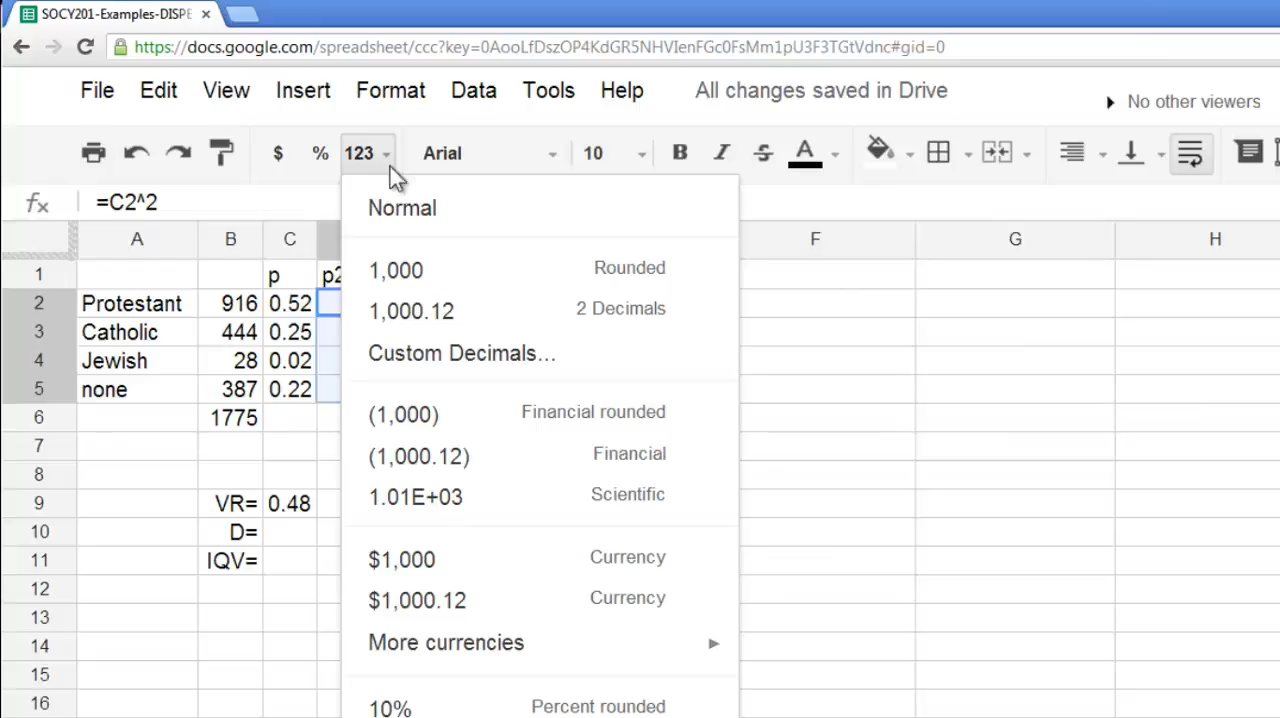 SOCY201-Examples-DISPE ×
https://docs.google.com/spreadsheet/ccc?key=0AooLfDszOP4KdGR5NHVIenFGc0FsMm1pU3F3TGtVdnc#gid=0
File Edit View Insert Format Data Tools Help All changes saved in Drive No other viewers
$ % 123 Arial 10 B I S A
fx =C2^2
A B C F G H
1 p p2
2 Protestant 916 0.52
3 Catholic 444 0.25
4 Jewish 28 0.02
5 none 387 0.22
6 1775
7
8
9 VR= 0.48
10 D=
11 IQV=
12
13
14
15
16
Normal
1,000 Rounded
1,000.12 2 Decimals
Custom Decimals...
(1,000) Financial rounded
(1,000.12) Financial
1.01E+03 Scientific
$1,000 Currency
$1,000.12 Currency
More currencies
10% Percent rounded